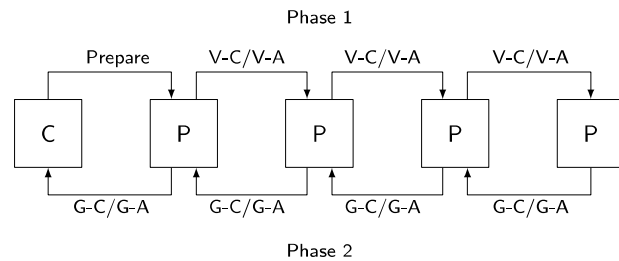 Phase 1
Prepare V-C/V-A V-C/V-A V-C/V-A
C P P P P
G-C/G-A G-C/G-A G-C/G-A G-C/G-A
Phase 2